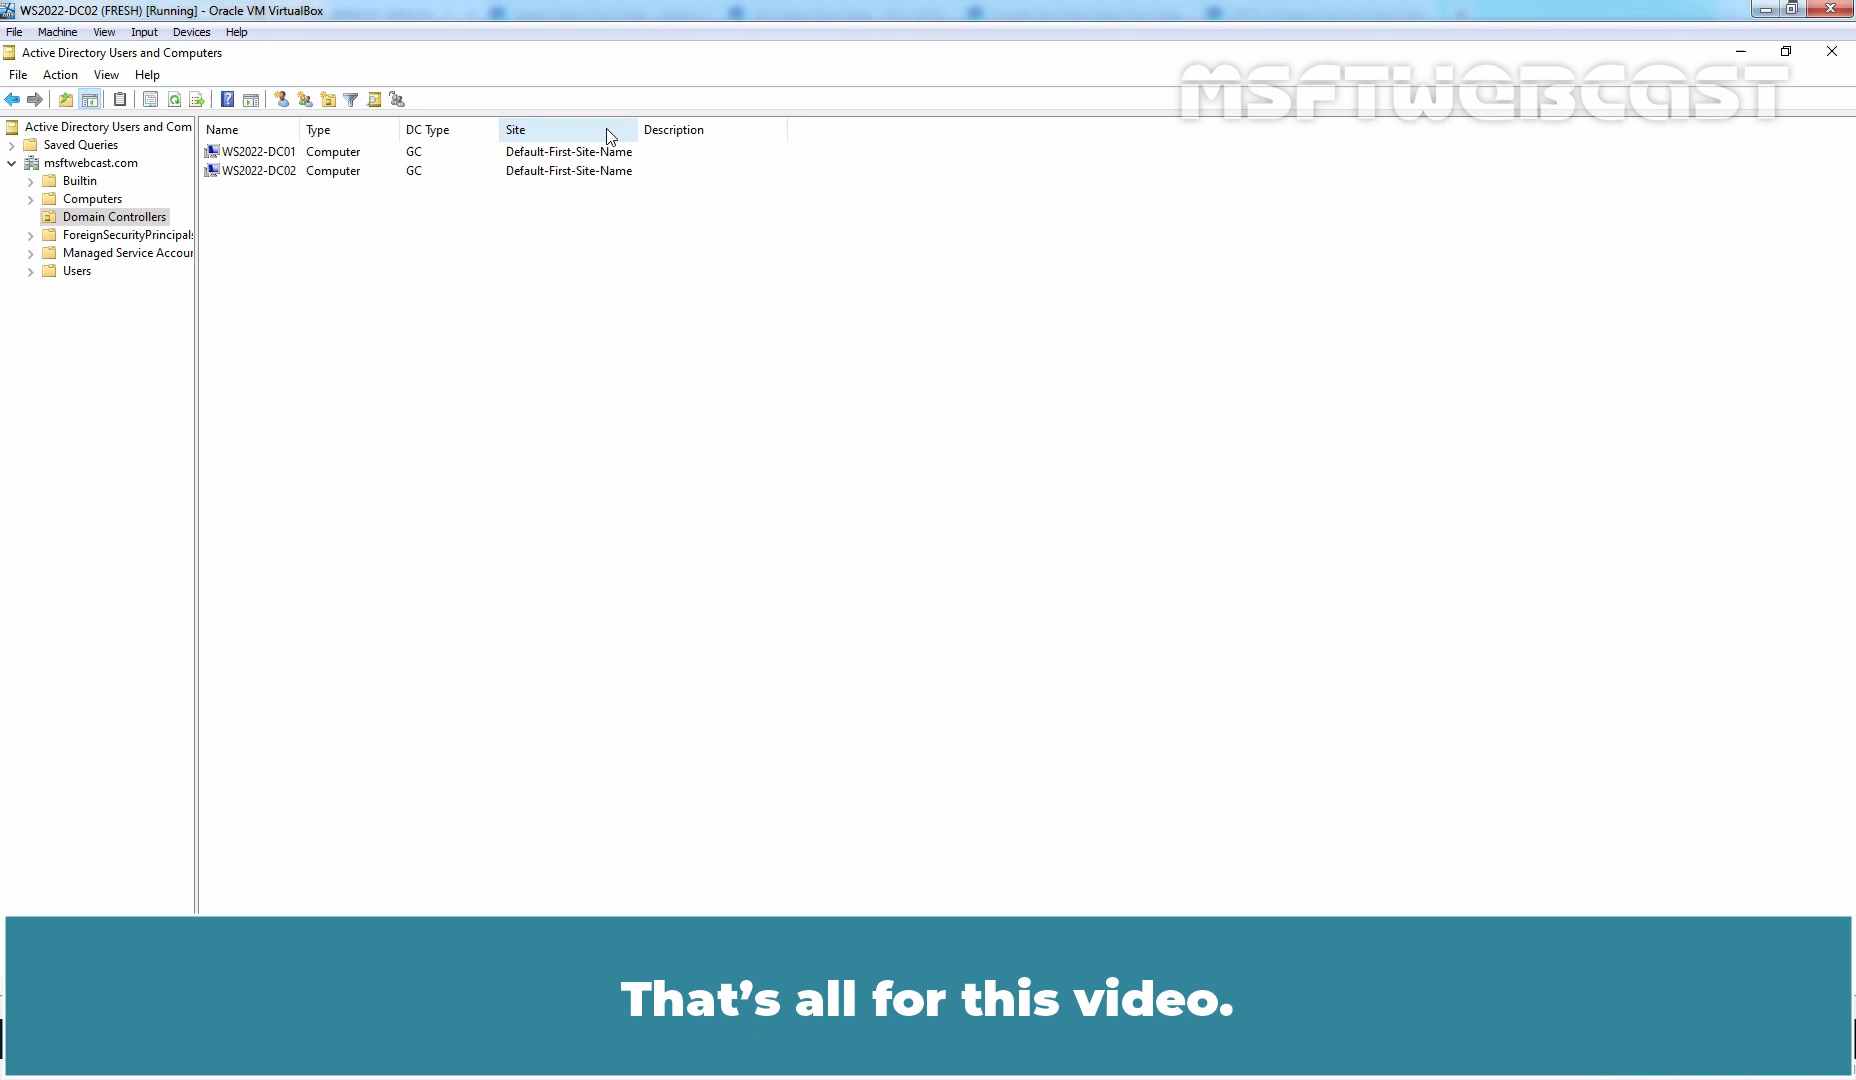 WS2022-DC02 (FRESH) [Running] - Oracle VM VirtualBox
File Machine View Input Devices Help
Active Directory Users and Computers
File Action View Help
MSFTWEBCAST
Active Directory Users and Com
Saved Queries
msftwebcast.com
Builtin
Computers
Domain Controllers
ForeignSecurityPrincipals
Managed Service Accour
Users
Name Type DC Type Site Description
WS2022-DC01 Computer GC Default-First-Site-Name
WS2022-DC02 Computer GC Default-First-Site-Name
That's all for this video.